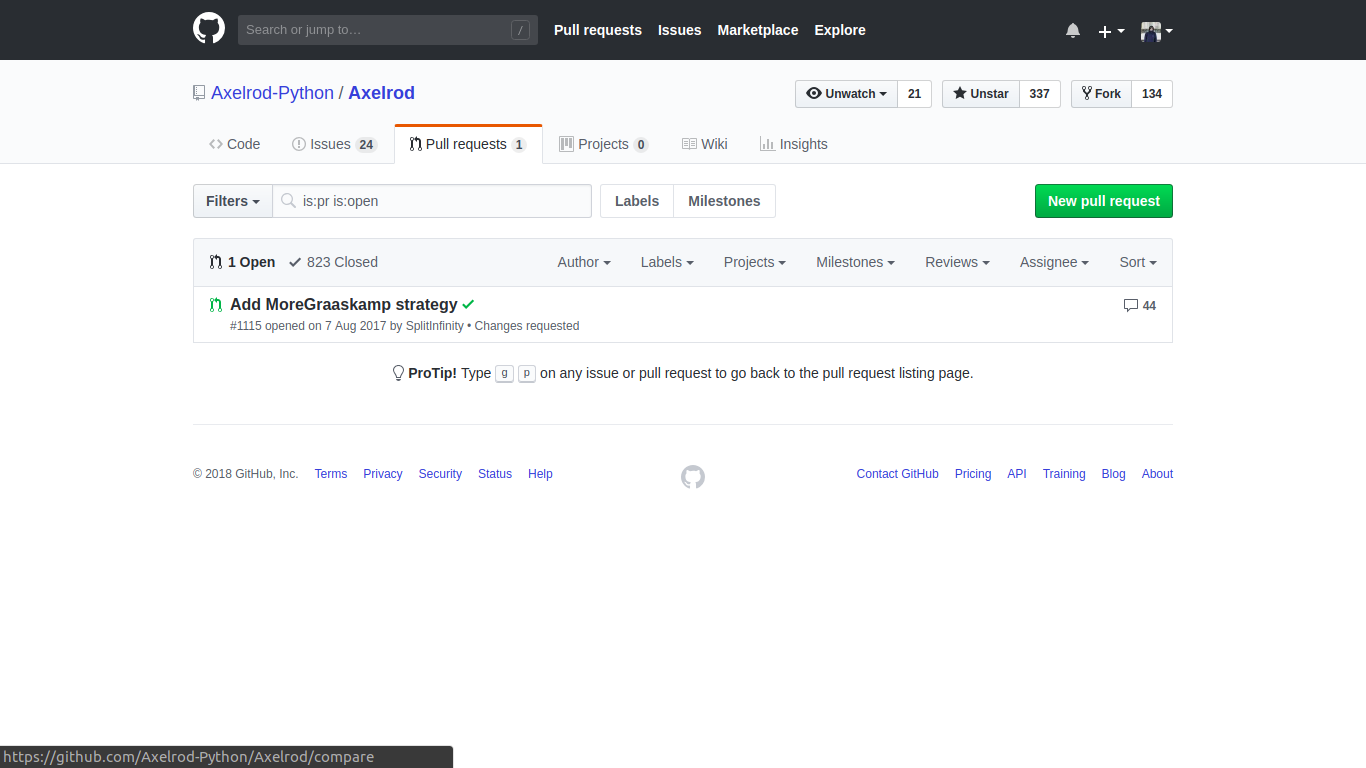 Search or jump to… /
Pull requests Issues Marketplace Explore
Axelrod-Python / Axelrod
Unwatch 21 Unstar 337 Fork 134
Code Issues 24 Pull requests 1 Projects 0 Wiki Insights
Filters is:pr is:open Labels Milestones New pull request
1 Open 823 Closed Author Labels Projects Milestones Reviews Assignee Sort
Add MoreGraaskamp strategy 44
#1115 opened on 7 Aug 2017 by SplitInfinity • Changes requested
ProTip! Type g p on any issue or pull request to go back to the pull request listing page.
© 2018 GitHub, Inc. Terms Privacy Security Status Help Contact GitHub Pricing API Training Blog About
https://github.com/Axelrod-Python/Axelrod/compare